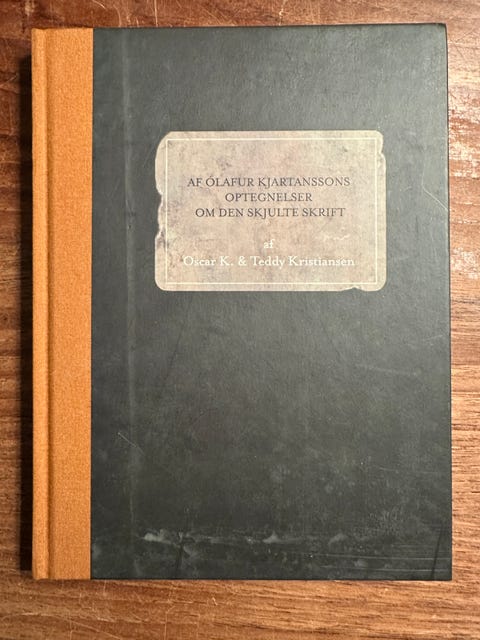 AF ÓLAFUR KJARTANSSONS
OPTEGNELSER
OM DEN SKJULTE SKRIFT
af
Oscar K. & Teddy Kristiansen